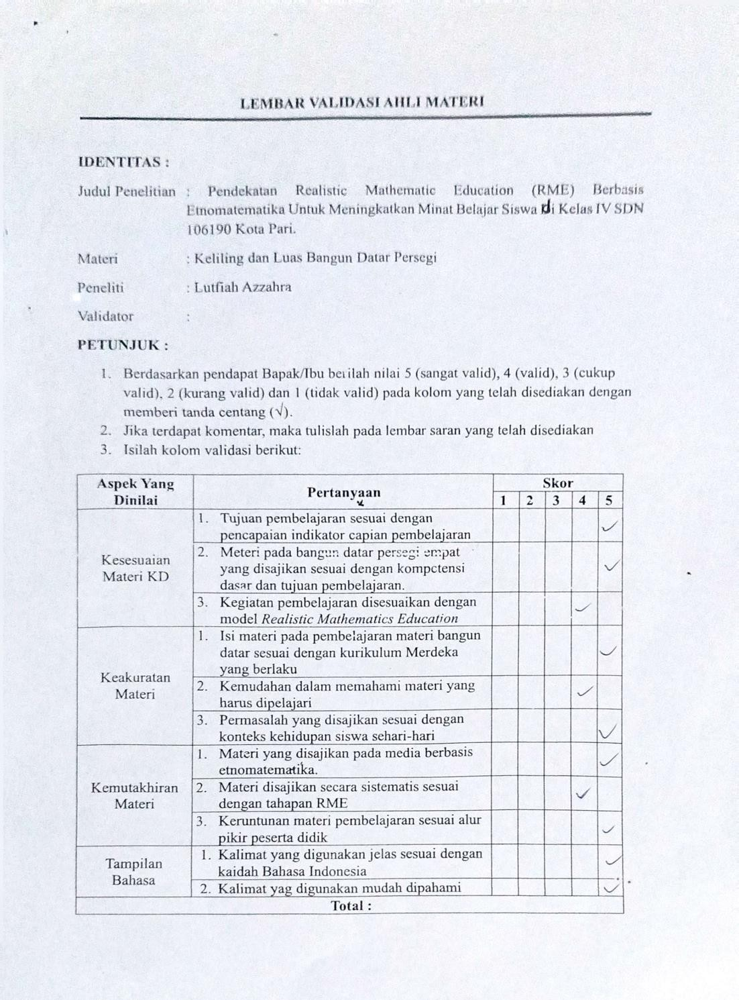 LEMBAR VALIDASI AHLI MATERI
IDENTITAS :
Judul Penelitian : Pendekatan Realistic Mathematic Education (RME) Berbasis
Etnomatematika Untuk Meningkatkan Minat Belajar Siswa di Kelas IV SDN
106190 Kota Pari.
Materi : Keliling dan Luas Bangun Datar Persegi
Peneliti : Lutfiah Azzahra
Validator :
PETUNJUK :
1. Berdasarkan pendapat Bapak/Ibu berilah nilai 5 (sangat valid), 4 (valid), 3 (cukup
valid), 2 (kurang valid) dan 1 (tidak valid) pada kolom yang telah disediakan dengan
memberi tanda centang (√).
2. Jika terdapat komentar, maka tulislah pada lembar saran yang telah disediakan
3. Isilah kolom validasi berikut:
Aspek Yang
Dinilai
Pertanyaan
Skor
1 2 3 4 5
Kesesuaian
Materi KD
1. Tujuan pembelajaran sesuai dengan
pencapaian indikator capian pembelajaran
✓
2. Meteri pada bangun datar persegi empat
yang disajikan sesuai dengan kompetensi
dasar dan tujuan pembelajaran.
✓
3. Kegiatan pembelajaran disesuaikan dengan
model Realistic Mathematics Education
✓
Keakuratan
Materi
1. Isi materi pada pembelajaran materi bangun
datar sesuai dengan kurikulum Merdeka
yang berlaku
✓
2. Kemudahan dalam memahami materi yang
harus dipelajari
✓
3. Permasalah yang disajikan sesuai dengan
konteks kehidupan siswa sehari-hari
✓
Kemutakhiran
Materi
1. Materi yang disajikan pada media berbasis
etnomatematika.
✓
2. Materi disajikan secara sistematis sesuai
dengan tahapan RME
✓
3. Keruntunan materi pembelajaran sesuai alur
pikir peserta didik
✓
Tampilan
Bahasa
1. Kalimat yang digunakan jelas sesuai dengan
kaidah Bahasa Indonesia
✓
2. Kalimat yag digunakan mudah dipahami
✓
Total :